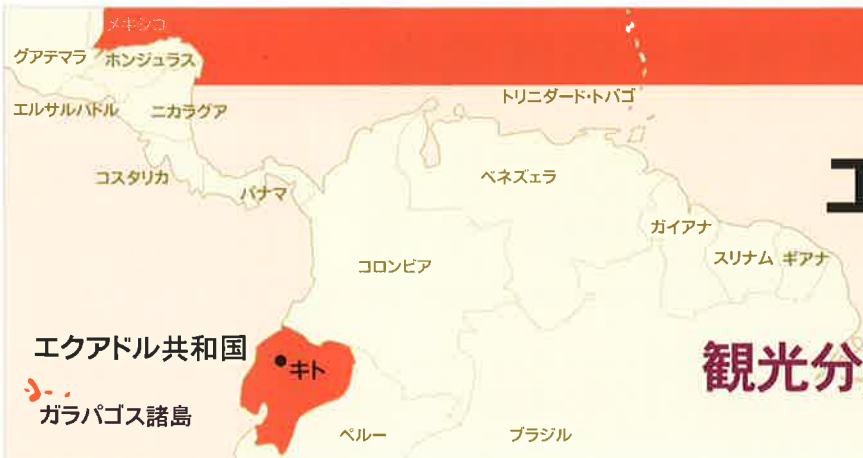 メキシコ
グアテマラ
ホンジュラス
トリニダード・トバゴ
エルサルバドル
ニカラグア
コスタリカ
パナマ
ベネズェラ
ガイアナ
スリナム
ギアナ
コロンビア
エクアドル共和国
キト
観光分
ガラパゴス諸島
ペルー
ブラジル